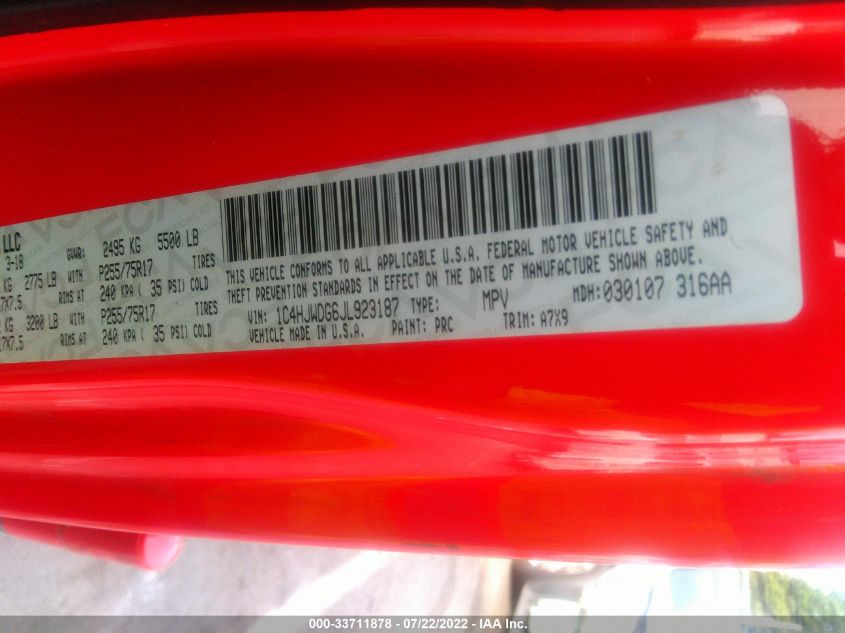 LLC
3-18 GVWR: 2495 KG 5500 LB
KG 2775 LB WITH P255/75R17 TIRES
7X7.5 RIMS AT 240 KPA ( 35 PSI) COLD
KG 3200 LB WITH P255/75R17 TIRES
17X7.5 RIMS AT 240 KPA ( 35 PSI) COLD
THIS VEHICLE CONFORMS TO ALL APPLICABLE U.S.A. FEDERAL MOTOR VEHICLE SAFETY AND
THEFT PREVENTION STANDARDS IN EFFECT ON THE DATE OF MANUFACTURE SHOWN ABOVE.
VIN: 1C4HJWDG6JL923187 TYPE: MPV MDH: 030107 316AA
VEHICLE MADE IN U.S.A. PAINT: PRC TRIM: A7X9
000-33711878 - 07/22/2022 - IAA Inc.